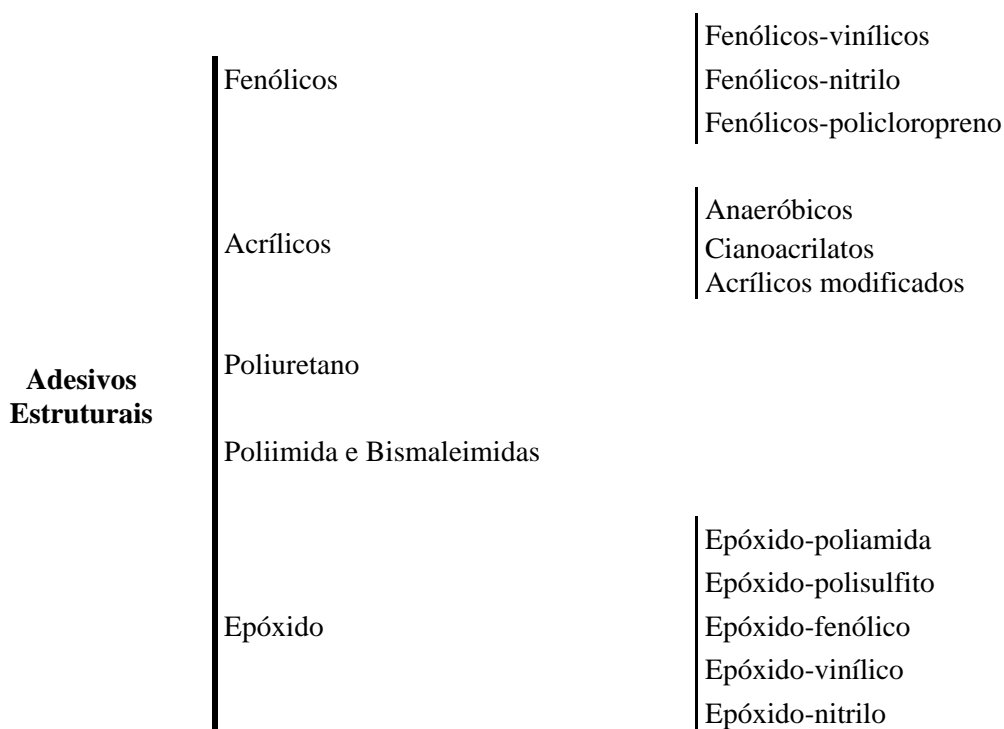 Adesivos
Estruturais
Fenólicos
Fenólicos-vinílicos
Fenólicos-nitrilo
Fenólicos-policloropreno
Acrílicos
Anaeróbicos
Cianoacrilatos
Acrílicos modificados
Poliuretano
Poliimida e Bismaleimidas
Epóxido
Epóxido-poliamida
Epóxido-polisulfito
Epóxido-fenólico
Epóxido-vinílico
Epóxido-nitrilo